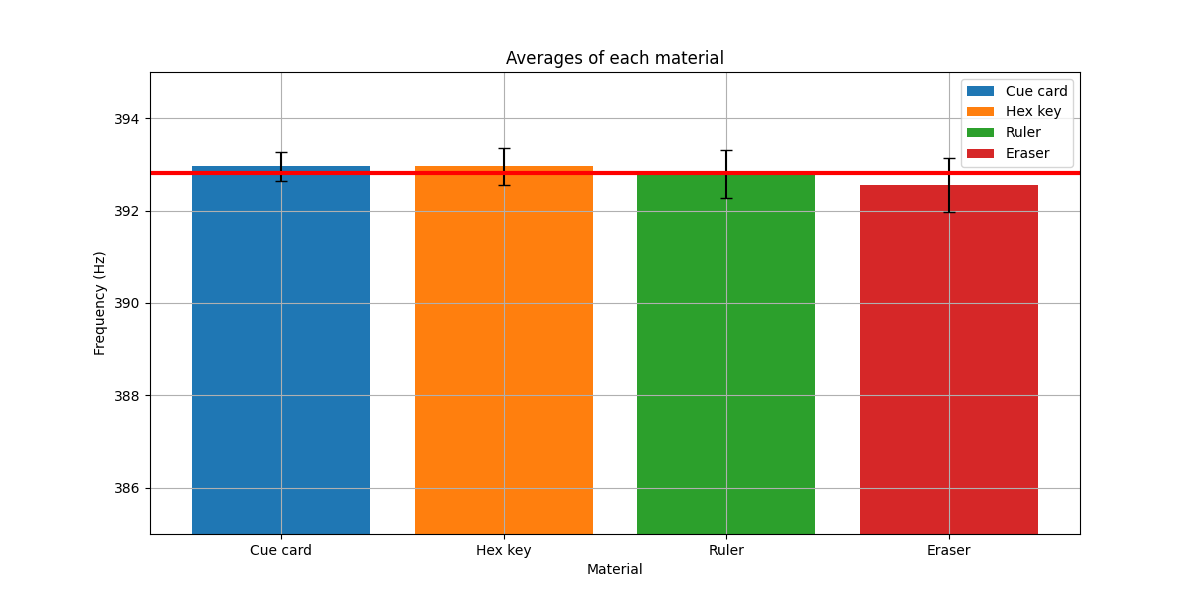 Averages of each material
Cue card
Hex key
Ruler
Eraser
394
392
390
388
386
Frequency (Hz)
Cue card
Hex key
Ruler
Eraser
Material